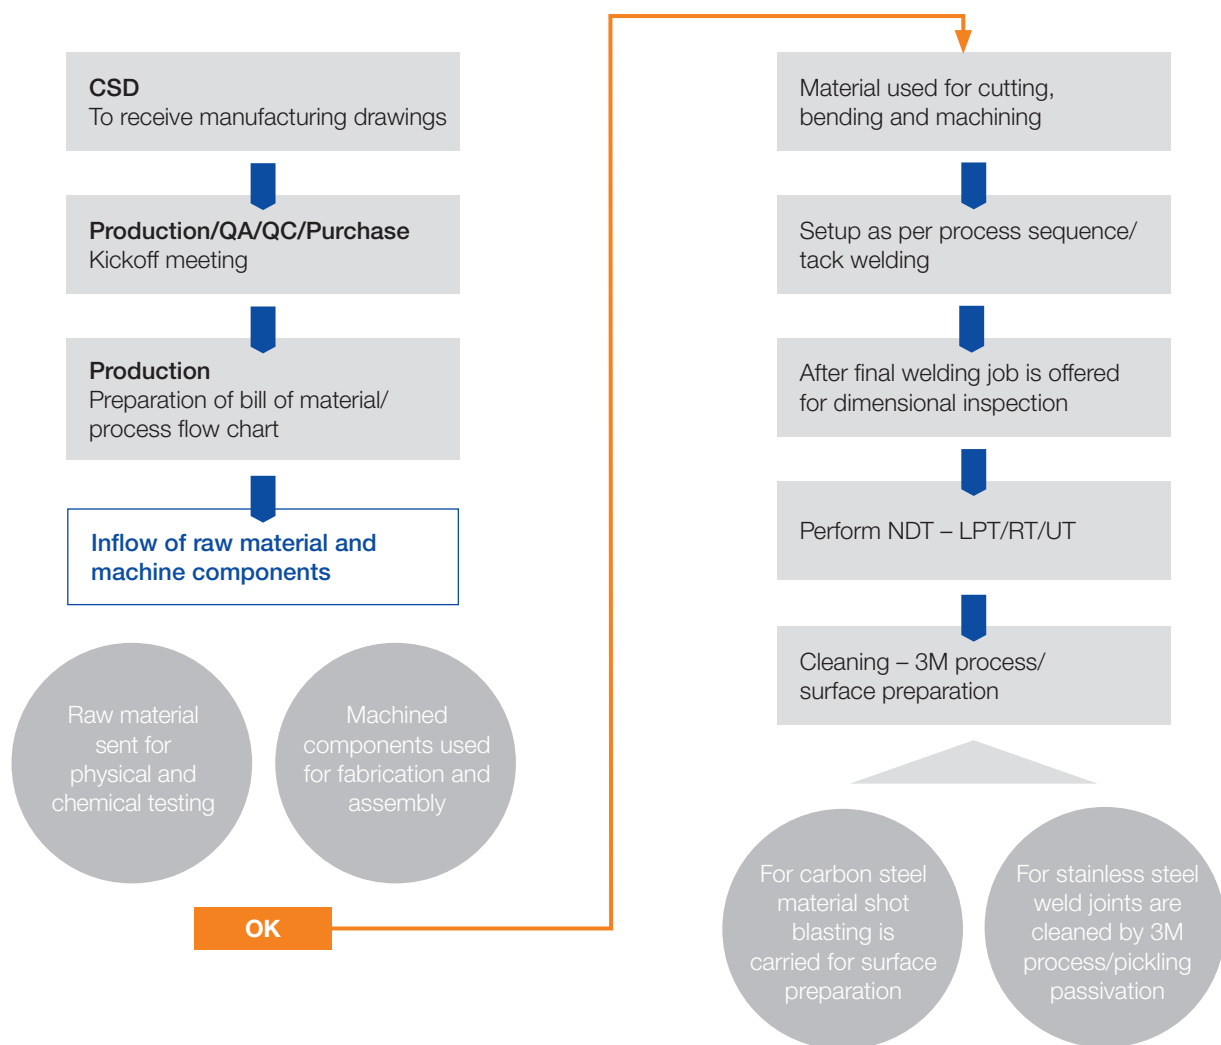 CSD
To receive manufacturing drawings
Production/QA/QC/Purchase
Kickoff meeting
Production
Preparation of bill of material/
process flow chart
Inflow of raw material and
machine components
Raw material
sent for
physical and
chemical testing
Machined
components used
for fabrication and
assembly
OK
Material used for cutting,
bending and machining
Setup as per process sequence/
tack welding
After final welding job is offered
for dimensional inspection
Perform NDT – LPT/RT/UT
Cleaning – 3M process/
surface preparation
For carbon steel
material shot
blasting is
carried for surface
preparation
For stainless steel
weld joints are
cleaned by 3M
process/pickling
passivation